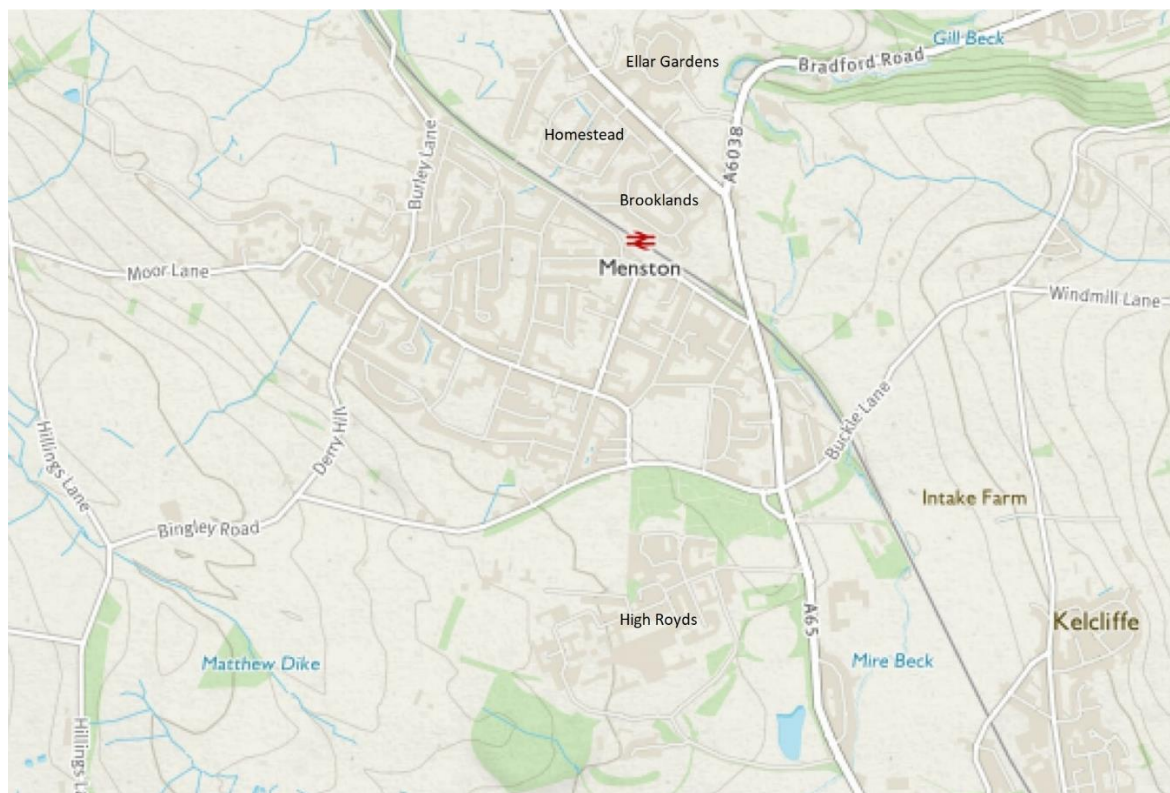 Ellar Gardens
Gill Beck
Bradford Road
Homestead
A6038
Burley Lane
Brooklands
Menston
Moor Lane
Windmill Lane
Buckle Lane
Derry Hill
Hillings Lane
Intake Farm
Bingley Road
High Royds
A65
Kelcliffe
Matthew Dike
Mire Beck
Hillings L